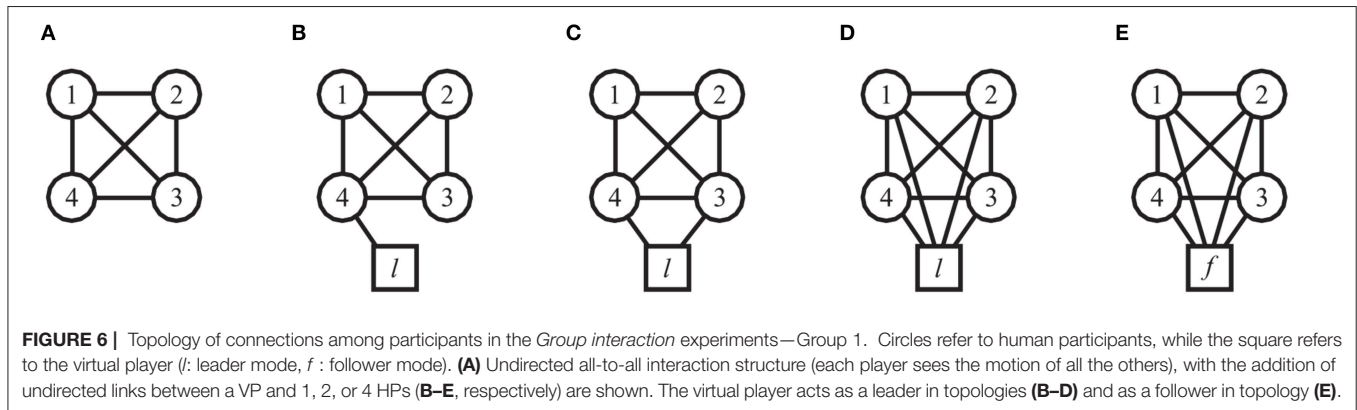 A B C D E
1 2 1 2 1 2 1 2 1 2
4 3 4 3 4 3 4 3 4 3
l l l f
FIGURE 6 | Topology of connections among participants in the Group interaction experiments—Group 1. Circles refer to human participants, while the square refers
to the virtual player (l: leader mode, f : follower mode). (A) Undirected all-to-all interaction structure (each player sees the motion of all the others), with the addition of
undirected links between a VP and 1, 2, or 4 HPs (B–E, respectively) are shown. The virtual player acts as a leader in topologies (B–D) and as a follower in topology (E).